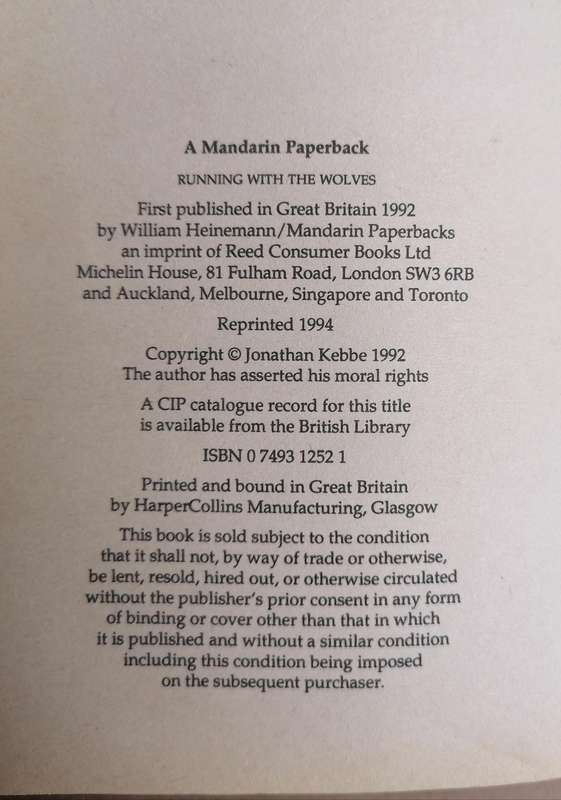 A Mandarin Paperback
RUNNING WITH THE WOLVES
First published in Great Britain 1992
by William Heinemann/Mandarin Paperbacks
an imprint of Reed Consumer Books Ltd
Michelin House, 81 Fulham Road, London SW3 6RB
and Auckland, Melbourne, Singapore and Toronto
Reprinted 1994
Copyright © Jonathan Kebbe 1992
The author has asserted his moral rights
A CIP catalogue record for this title
is available from the British Library
ISBN 0 7493 1252 1
Printed and bound in Great Britain
by HarperCollins Manufacturing, Glasgow
This book is sold subject to the condition
that it shall not, by way of trade or otherwise,
be lent, resold, hired out, or otherwise circulated
without the publisher's prior consent in any form
of binding or cover other than that in which
it is published and without a similar condition
including this condition being imposed
on the subsequent purchaser.